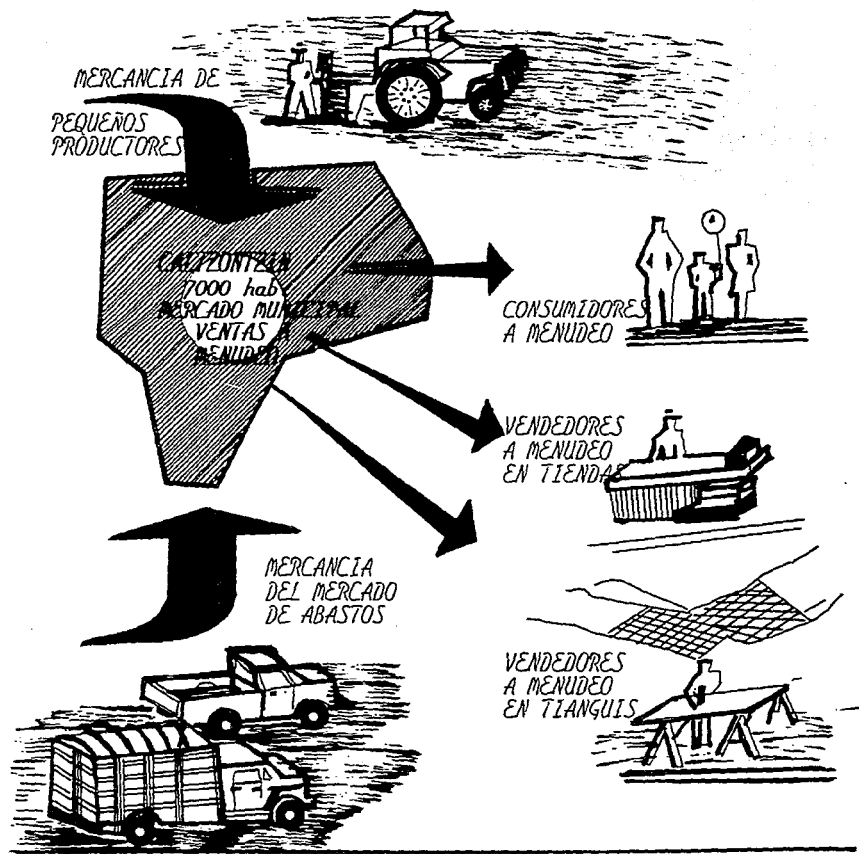 MERCANCIA DE
PEQUEÑOS
PRODUCTORES
CALTZONTZIN
7000 hab.
MERCADO MUNICIPAL
VENTAS A
MENUDEO
CONSUMIDORES
A MENUDEO
VENDEDORES
A MENUDEO
EN TIENDAS
MERCANCIA
DEL MERCADO
DE ABASTOS
VENDEDORES
A MENUDEO
EN TIANGUIS